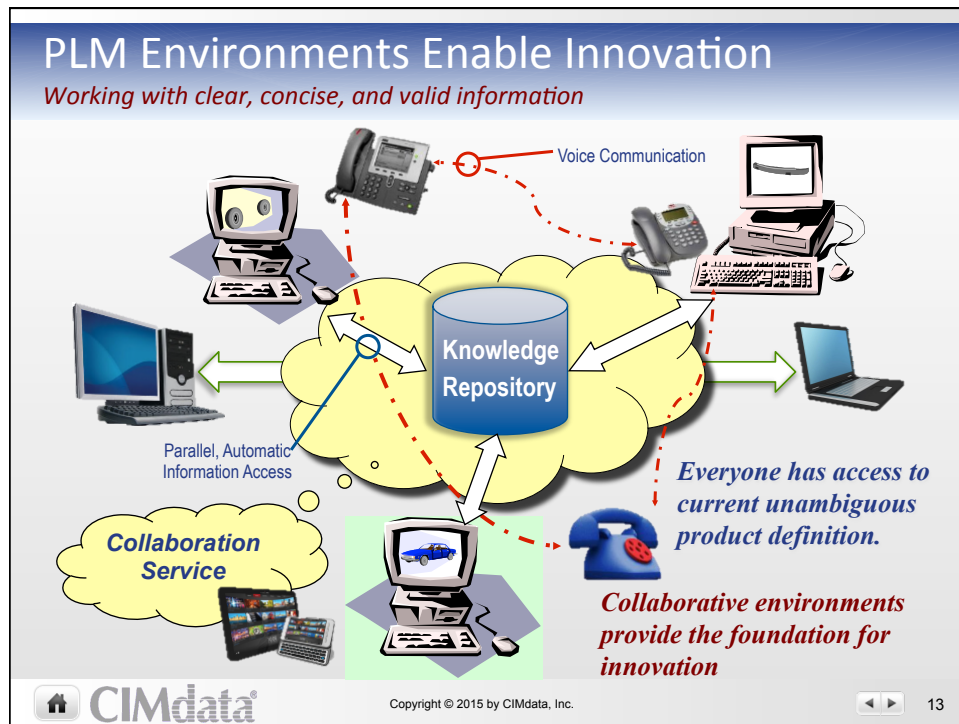 PLM Environments Enable Innovation
Working with clear, concise, and valid information
Voice Communication
Knowledge
Repository
Parallel, Automatic
Information Access
Everyone has access to
current unambiguous
product definition.
Collaboration
Service
Collaborative environments
provide the foundation for
innovation
CIMdata®
Copyright © 2015 by CIMdata, Inc.
13